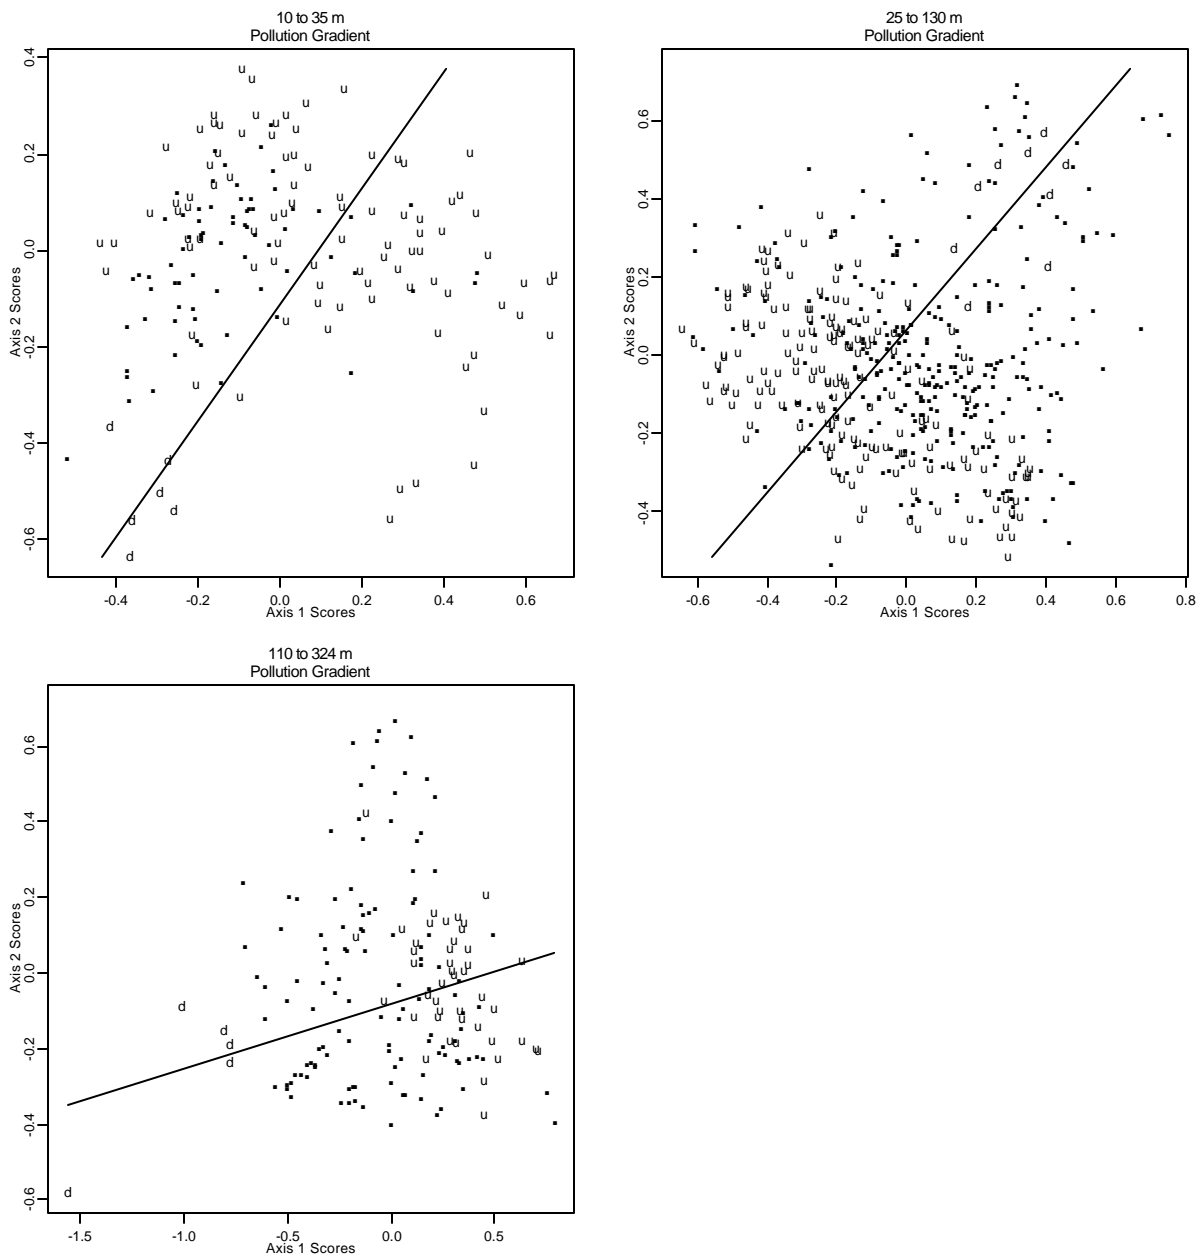 10 to 35 m
Pollution Gradient
0.4
0.2
0.0
-0.2
-0.4
-0.6
Axis 2 Scores
-0.4 -0.2 0.0 0.2 0.4 0.6
Axis 1 Scores
25 to 130 m
Pollution Gradient
0.6
0.4
0.2
0.0
-0.2
-0.4
Axis 2 Scores
-0.6 -0.4 -0.2 0.0 0.2 0.4 0.6 0.8
Axis 1 Scores
110 to 324 m
Pollution Gradient
0.6
0.4
0.2
0.0
-0.2
-0.4
-0.6
Axis 2 Scores
-1.5 -1.0 -0.5 0.0 0.5
Axis 1 Scores